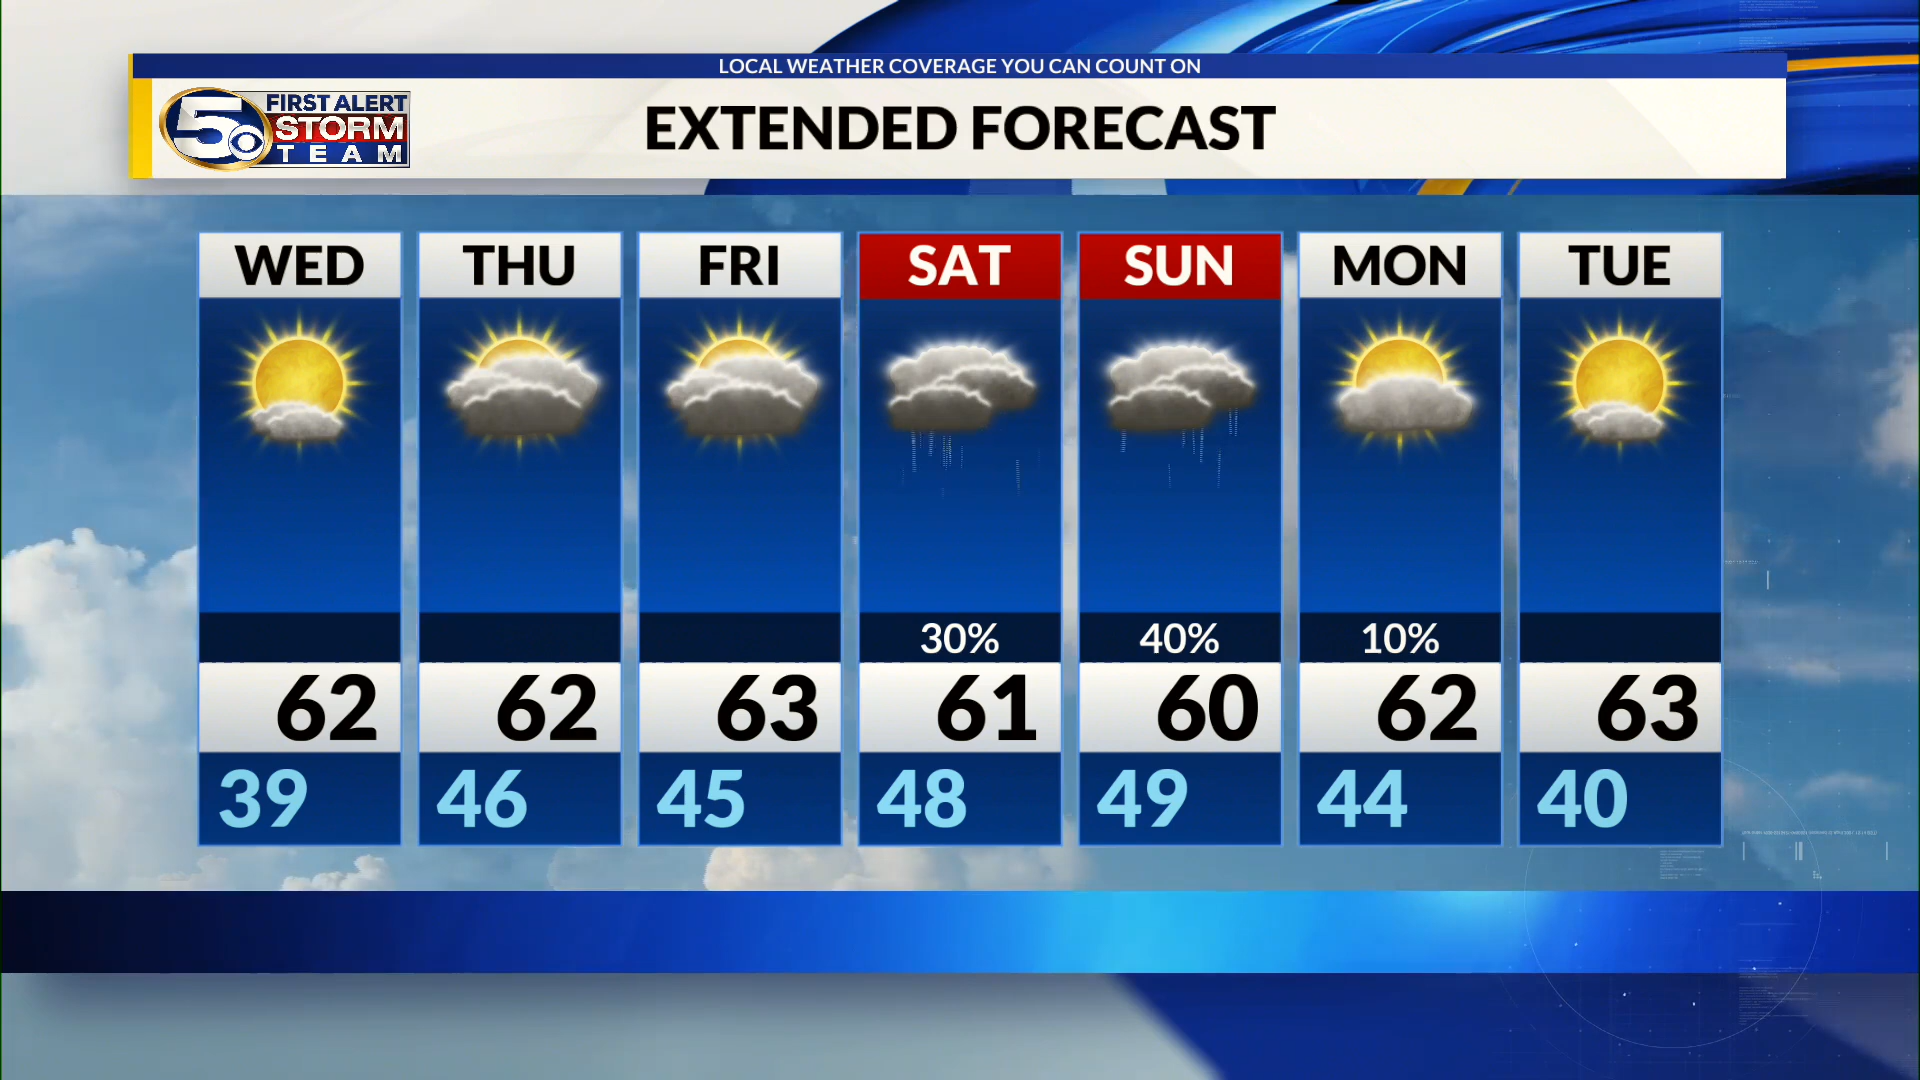 LOCAL WEATHER COVERAGE YOU CAN COUNT ON
5 FIRST ALERT
STORM
TEAM
EXTENDED FORECAST
WED THU FRI SAT SUN MON TUE
30% 40% 10%
62 62 63 61 60 62 63
39 46 45 48 49 44 40